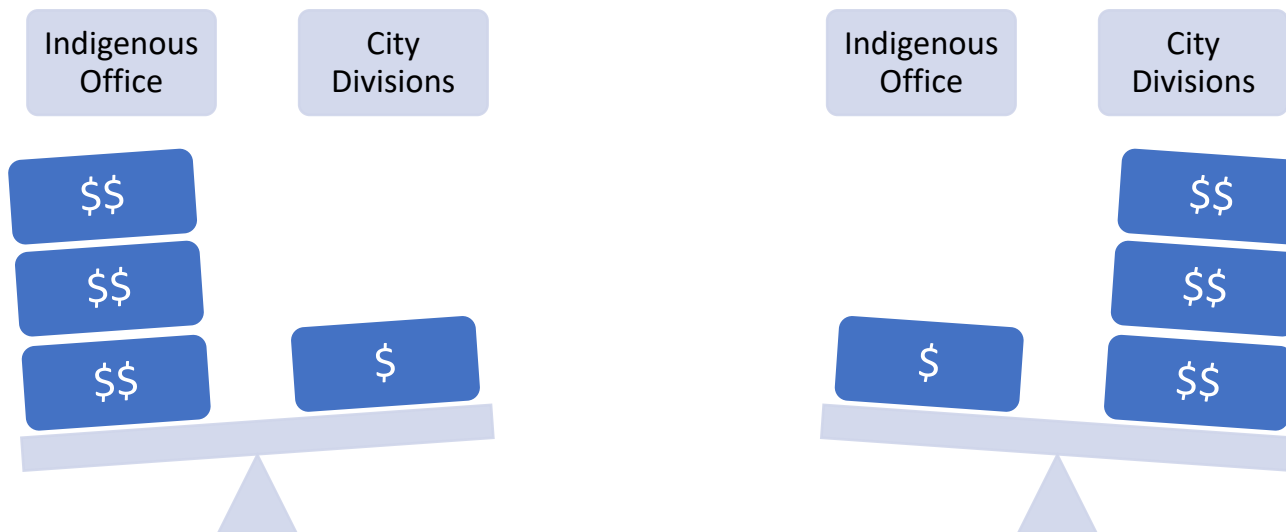 Indigenous
Office
City
Divisions
$$
$$
$$
$
Indigenous
Office
City
Divisions
$
$$
$$
$$